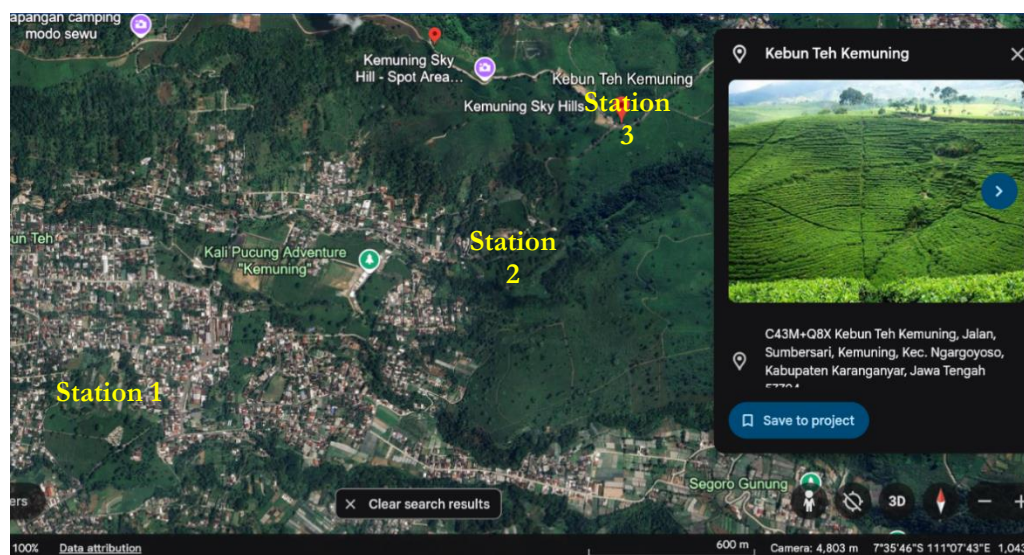 apangan camping
modo sewu
Kemuning Sky
Hill - Spot Area...
Kebun Teh Kemuning
Kemuning Sky Hills
Station
3
Station
2
un Teh
Kali Pucung Adventure
"Kemuning"
Station 1
Segoro Gunung
Kebun Teh Kemuning
C43M+Q8X Kebun Teh Kemuning, Jalan,
Sumbersari, Kemuning, Kec. Ngargoyoso,
Kabupaten Karanganyar, Jawa Tengah
Save to project
ers
Clear search results
3D
100%
Data attribution
600 m
Camera: 4,803 m
7°35'46"S 111°07'43"E
1,043